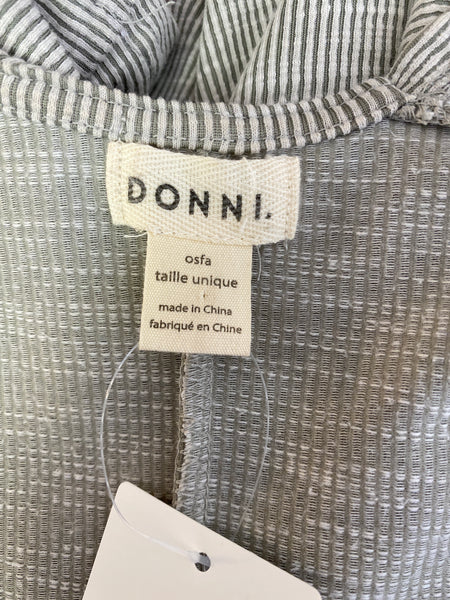 DONNI.
osfa
taille unique
made in China
fabriqué en Chine